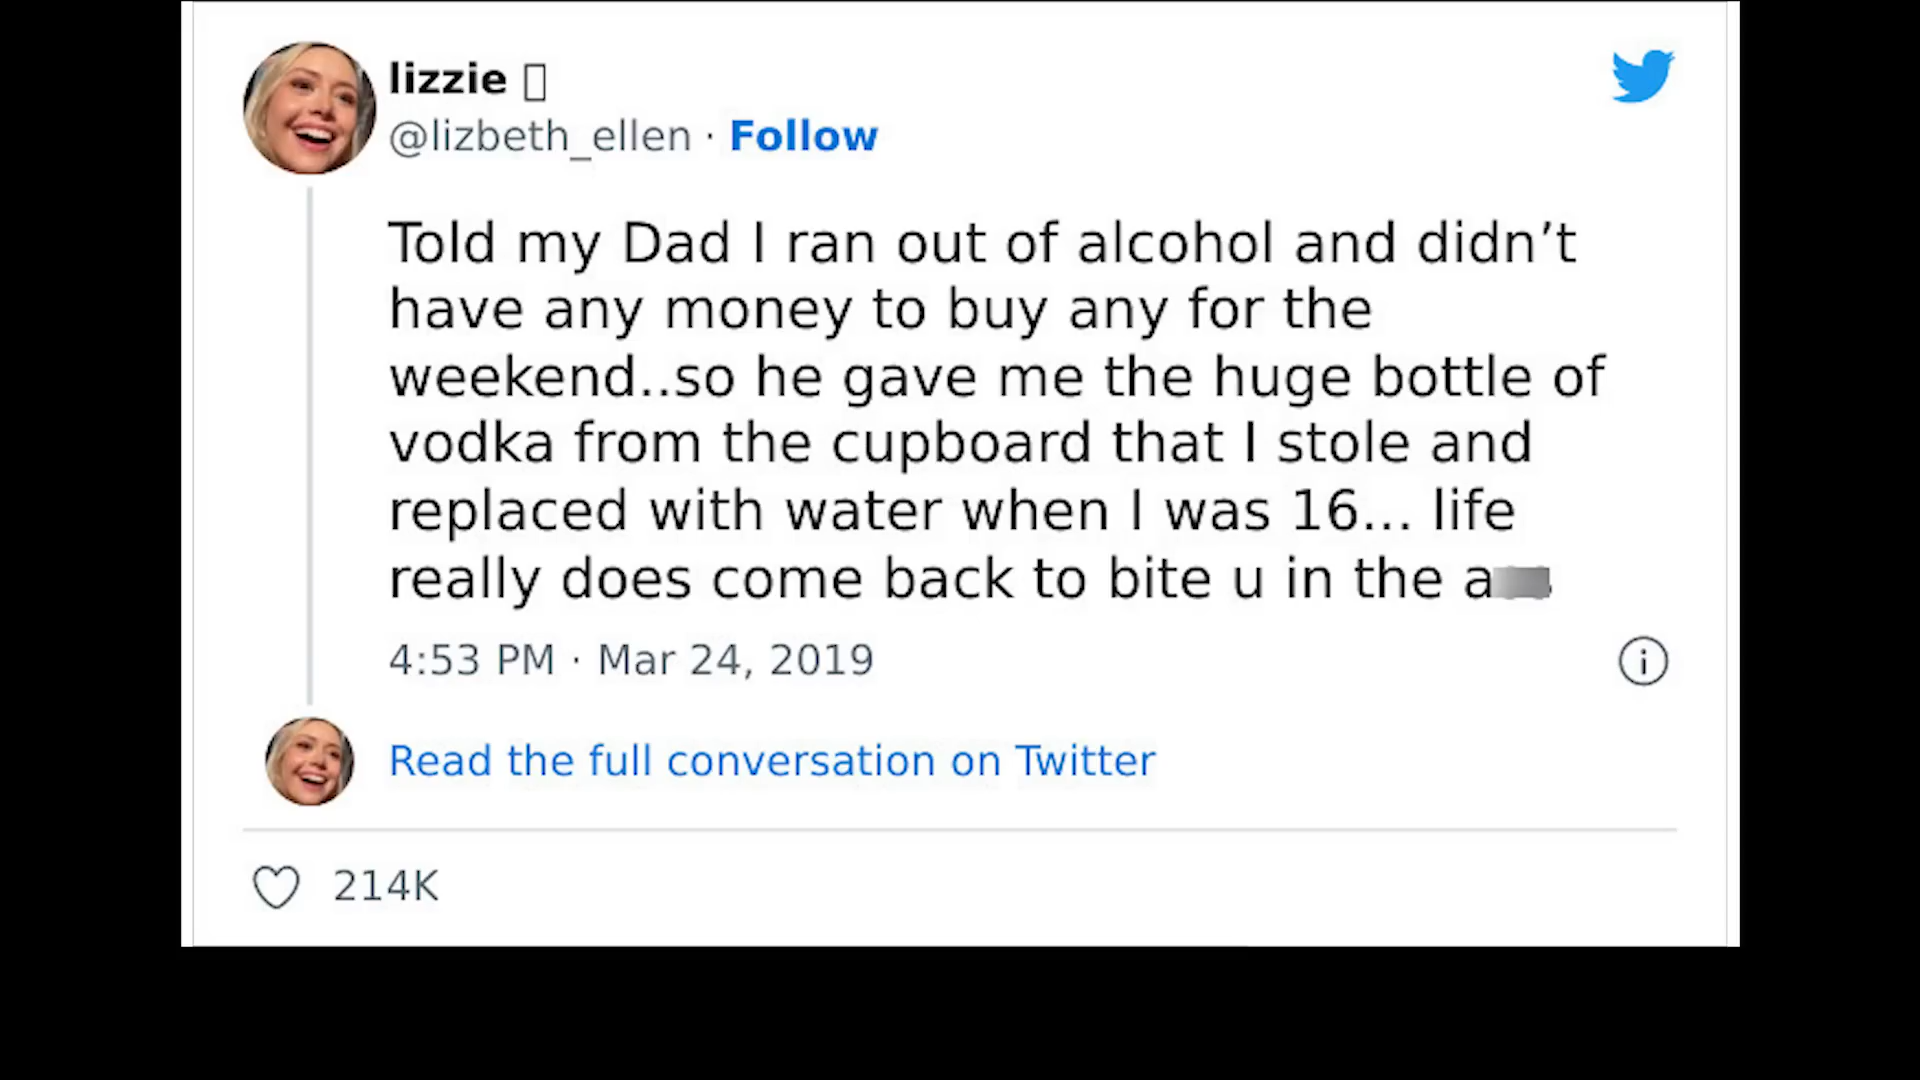 lizzie
@lizbeth_ellen · Follow
Told my Dad I ran out of alcohol and didn’t
have any money to buy any for the
weekend..so he gave me the huge bottle of
vodka from the cupboard that I stole and
replaced with water when I was 16... life
really does come back to bite u in the a
4:53 PM · Mar 24, 2019
Read the full conversation on Twitter
214K